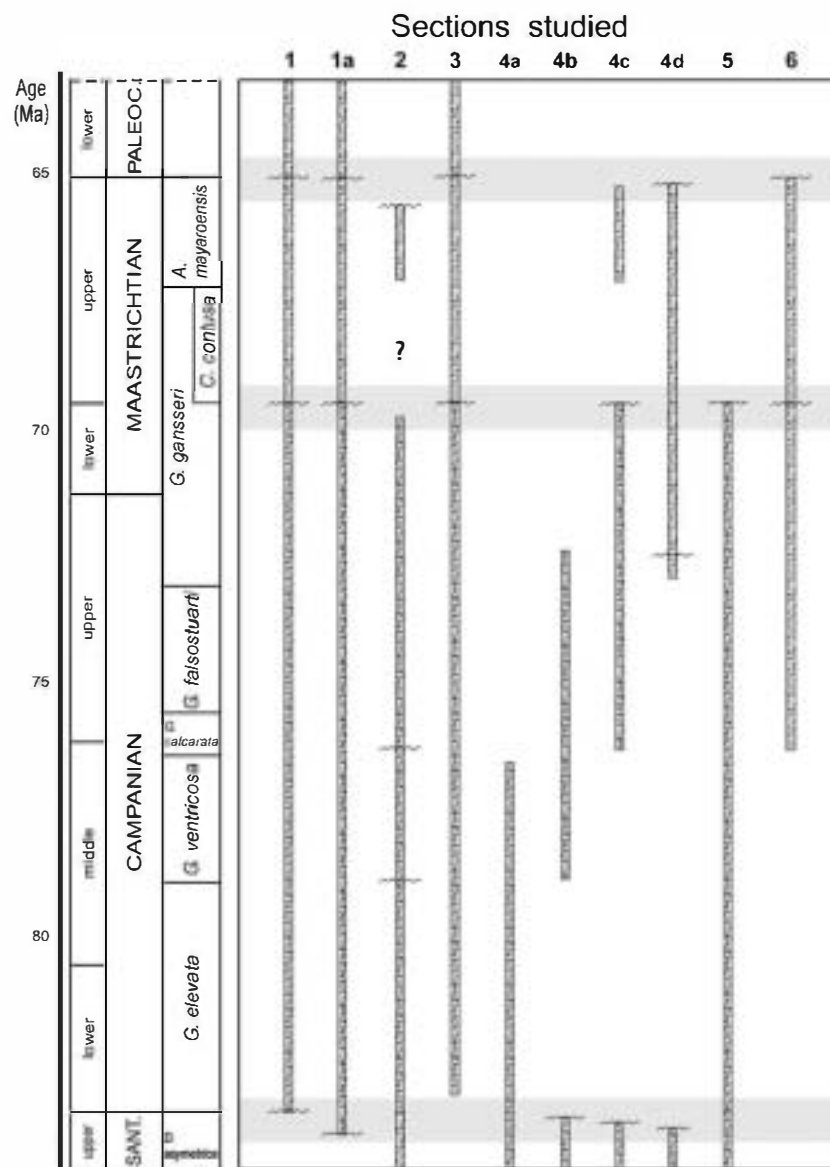 Sections studied
1 1a 2 3 4a 4b 4c 4d 5 6
Age
(Ma)
lower
PALEOC.
65
upper
MAASTRICHTIAN
A.
mayaroensis
C. contusa
?
G. gansseri
70
lower
upper
CAMPANIAN
G. falsostuarti
75
G.
calcarata
middle
G. ventricosa
80
G. elevata
lower
upper
SANT.
D
asymetrica